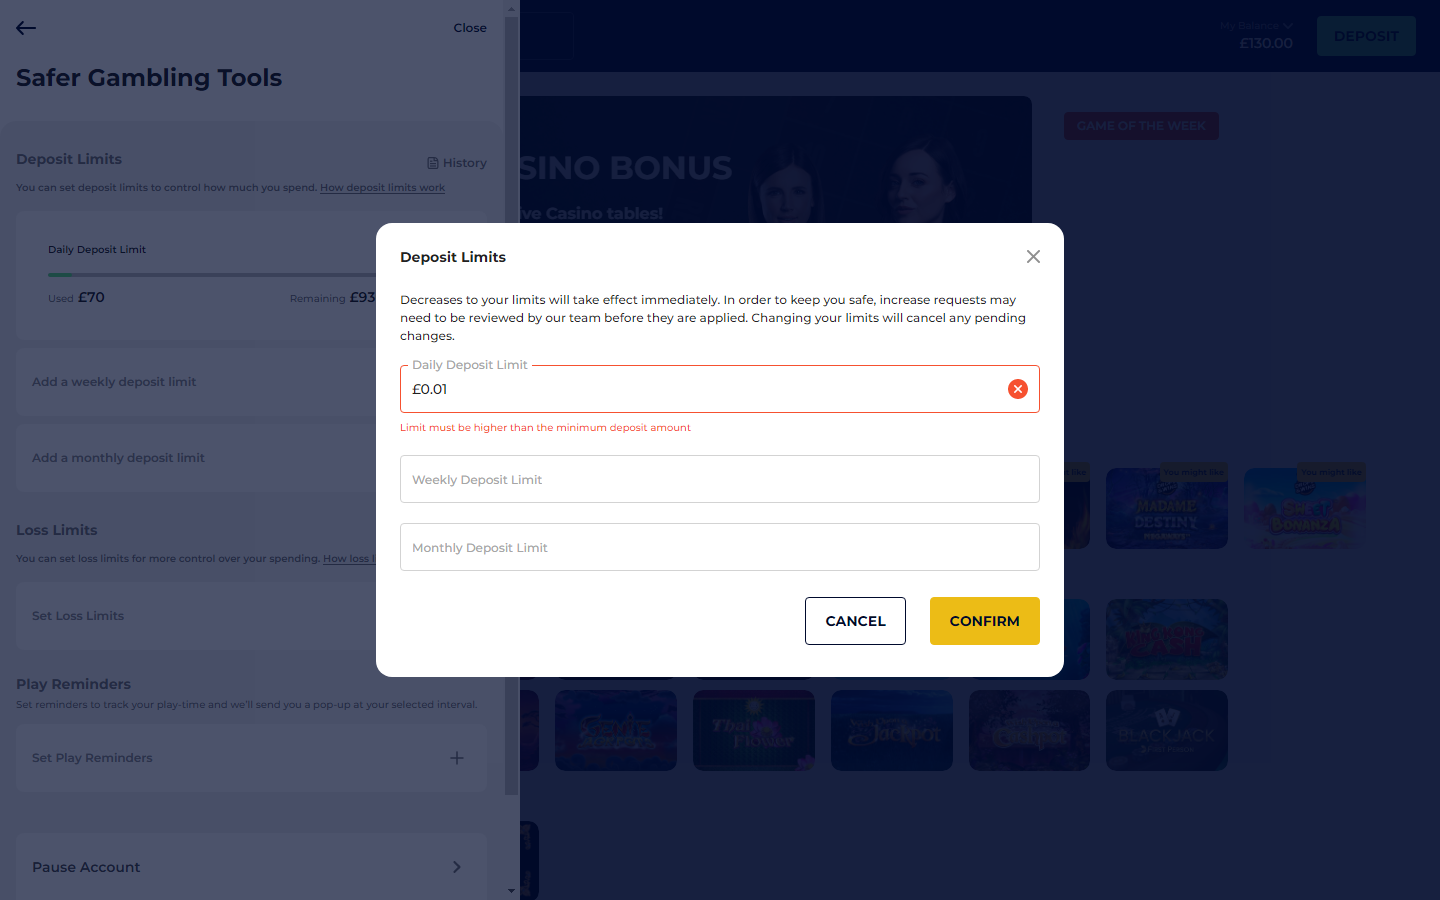 Close
My Balance
£130.00
DEPOSIT
Safer Gambling Tools
GAME OF THE WEEK
Deposit Limits
History
You can set deposit limits to control how much you spend. How deposit limits work
SINO BONUS
ve Casino tables!
Daily Deposit Limit
Used £70
Remaining £93
Add a weekly deposit limit
Add a monthly deposit limit
Loss Limits
You can set loss limits for more control over your spending. How loss l
Set Loss Limits
Play Reminders
Set reminders to track your play-time and we'll send you a pop-up at your selected interval.
Set Play Reminders
Pause Account
Deposit Limits
Decreases to your limits will take effect immediately. In order to keep you safe, increase requests may
need to be reviewed by our team before they are applied. Changing your limits will cancel any pending
changes.
Daily Deposit Limit
£0.01
Limit must be higher than the minimum deposit amount
Weekly Deposit Limit
Monthly Deposit Limit
CANCEL
CONFIRM
like
You might like
You might like
MADAME
DESTINY
MEGAWAYS
SWEET
BONANZA
Thai
Flower
Jackpot
BLACKJACK